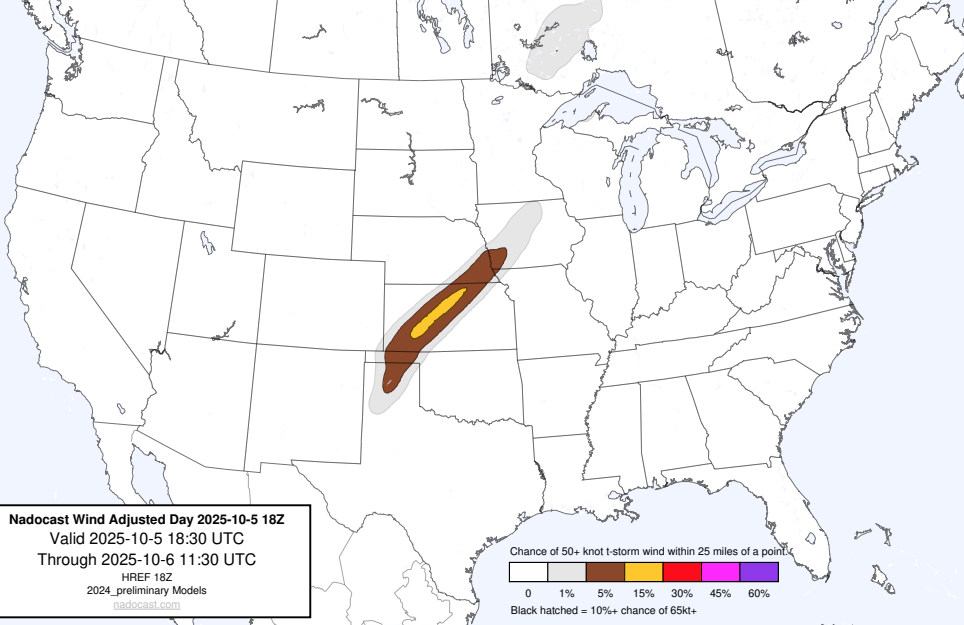 Nadocast Wind Adjusted Day 2025-10-5 18Z
Valid 2025-10-5 18:30 UTC
Through 2025-10-6 11:30 UTC
HREF 18Z
2024_preliminary Models
nadocast.com
Chance of 50+ knot t-storm wind within 25 miles of a point.
0 1% 5% 15% 30% 45% 60%
Black hatched = 10%+ chance of 65kt+